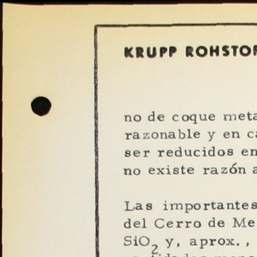 KRUPP ROHSTOF
no de coque meta
razonable y en ca
ser reducidos en
no existe razón a
Las importantes
del Cerro de Me
SiO2 y, aprox.,